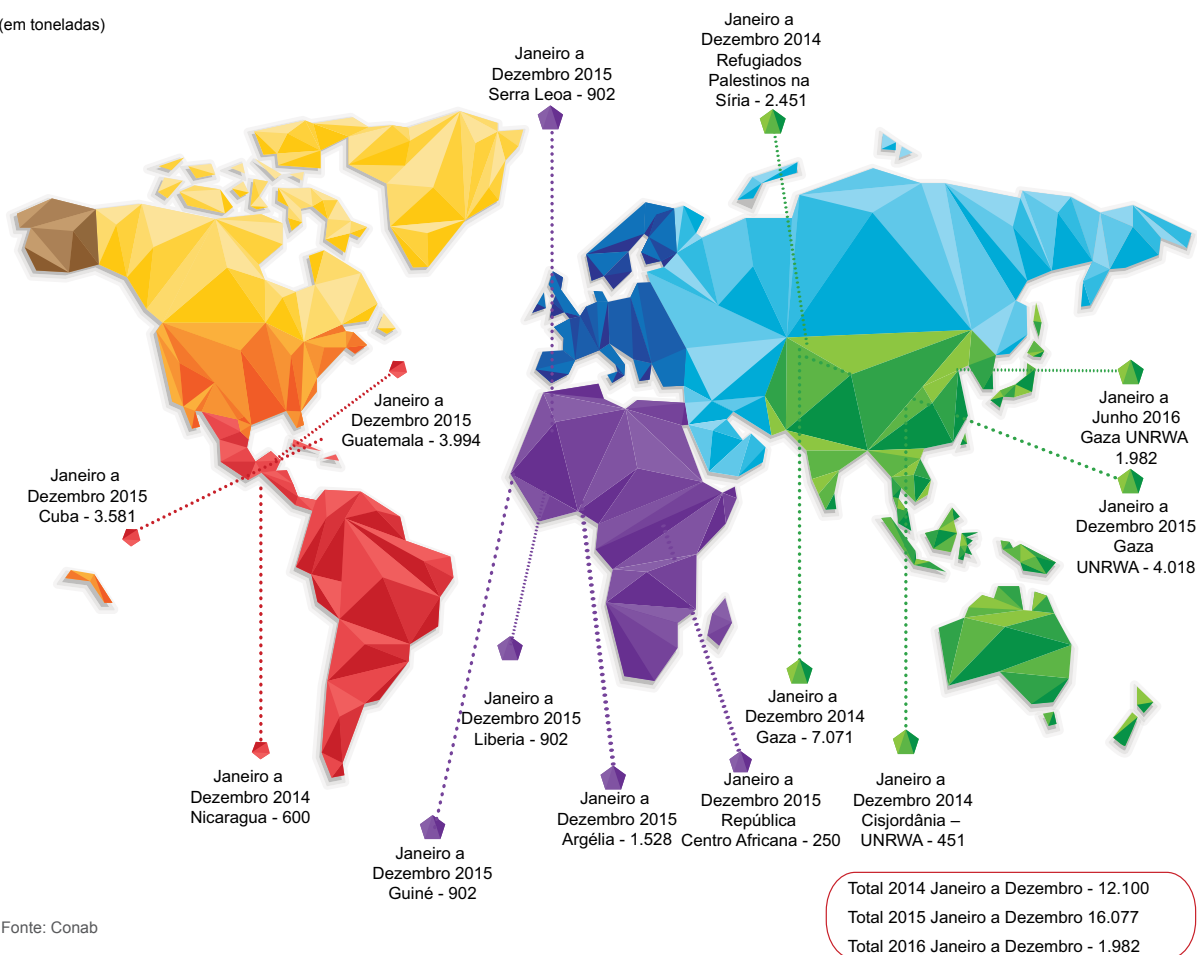 (em toneladas)
Janeiro a
Dezembro 2015
Serra Leoa - 902
Janeiro a
Dezembro 2014
Refugiados
Palestinos na
Síria - 2.451
Janeiro a
Dezembro 2015
Guatemala - 3.994
Janeiro a
Dezembro 2015
Cuba - 3.581
Janeiro a
Junho 2016
Gaza UNRWA
1.982
Janeiro a
Dezembro 2015
Gaza
UNRWA - 4.018
Janeiro a
Dezembro 2014
Nicaragua - 600
Janeiro a
Dezembro 2015
Guiné - 902
Janeiro a
Dezembro 2015
Liberia - 902
Janeiro a
Dezembro 2015
Argélia - 1.528
Janeiro a
Dezembro 2015
República
Centro Africana - 250
Janeiro a
Dezembro 2014
Gaza - 7.071
Janeiro a
Dezembro 2014
Cisjordânia –
UNRWA - 451
Total 2014 Janeiro a Dezembro - 12.100
Total 2015 Janeiro a Dezembro 16.077
Total 2016 Janeiro a Dezembro - 1.982
Fonte: Conab